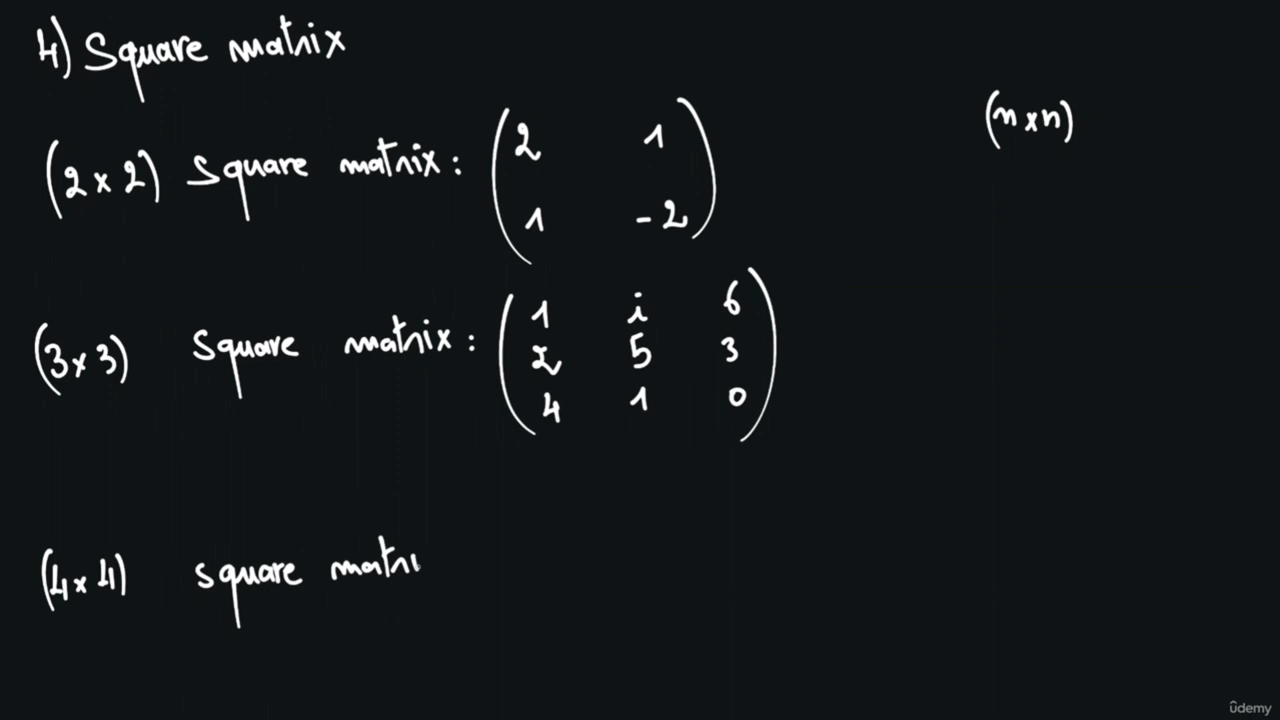 4) Square matrix
(n x n)
(2 x 2) Square matrix : ( 2 1
1 -2 )
(3 x 3) Square matrix : ( 1 i 6
2 5 3
4 1 0 )
(4 x 4) square matri
ûdemy